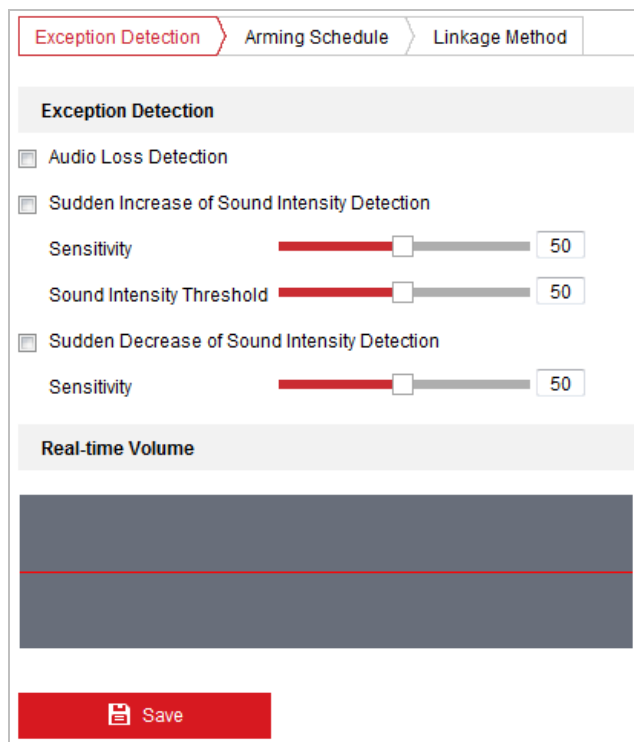 Exception Detection Arming Schedule Linkage Method
Exception Detection
Audio Loss Detection
Sudden Increase of Sound Intensity Detection
Sensitivity 50
Sound Intensity Threshold 50
Sudden Decrease of Sound Intensity Detection
Sensitivity 50
Real-time Volume
Save